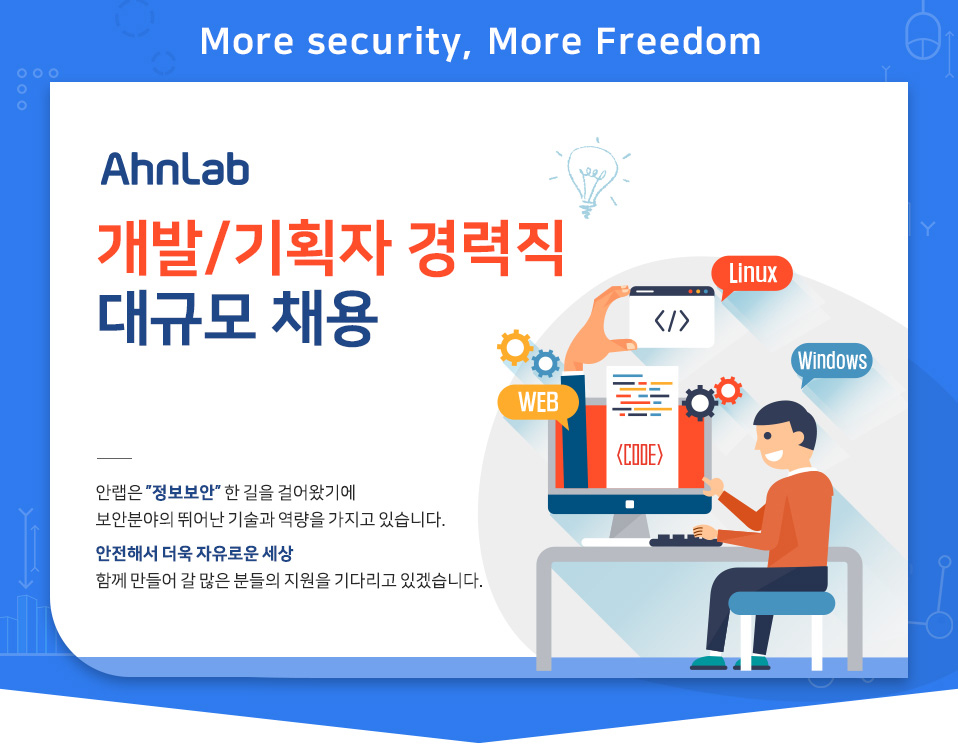 More security, More Freedom
AhnLab
개발/기획자 경력직
대규모 채용
Linux
</>
Windows
WEB
<CODE>
안랩은 "정보보안" 한 길을 걸어왔기에
보안분야의 뛰어난 기술과 역량을 가지고 있습니다.
안전해서 더욱 자유로운 세상
함께 만들어 갈 많은 분들의 지원을 기다리고 있겠습니다.